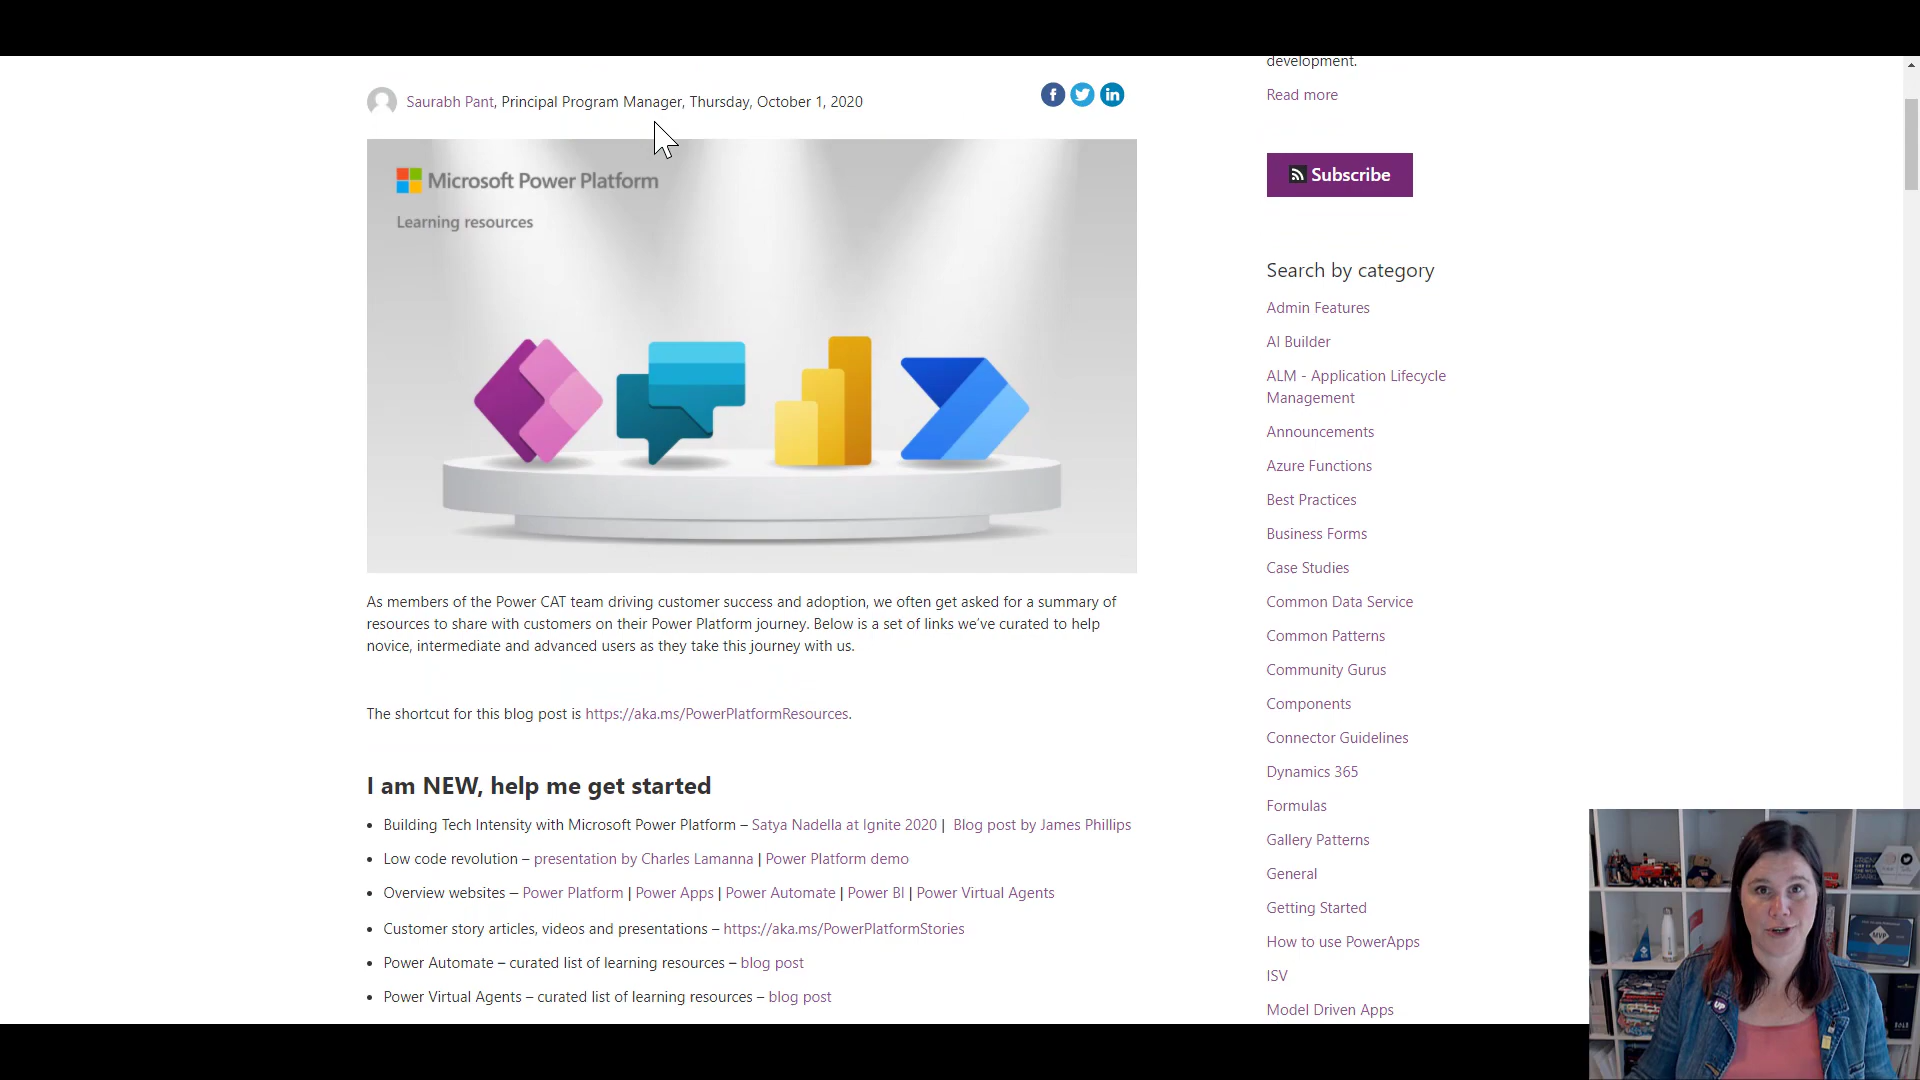 development.
Read more
Saurabh Pant, Principal Program Manager, Thursday, October 1, 2020
Microsoft Power Platform
Learning resources
As members of the Power CAT team driving customer success and adoption, we often get asked for a summary of
resources to share with customers on their Power Platform journey. Below is a set of links we’ve curated to help
novice, intermediate and advanced users as they take this journey with us.
The shortcut for this blog post is https://aka.ms/PowerPlatformResources.
I am NEW, help me get started
• Building Tech Intensity with Microsoft Power Platform – Satya Nadella at Ignite 2020 | Blog post by James Phillips
• Low code revolution – presentation by Charles Lamanna | Power Platform demo
• Overview websites – Power Platform | Power Apps | Power Automate | Power BI | Power Virtual Agents
• Customer story articles, videos and presentations – https://aka.ms/PowerPlatformStories
• Power Automate – curated list of learning resources – blog post
• Power Virtual Agents – curated list of learning resources – blog post
Subscribe
Search by category
Admin Features
AI Builder
ALM - Application Lifecycle
Management
Announcements
Azure Functions
Best Practices
Business Forms
Case Studies
Common Data Service
Common Patterns
Community Gurus
Components
Connector Guidelines
Dynamics 365
Formulas
Gallery Patterns
General
Getting Started
How to use PowerApps
ISV
Model Driven Apps
MVP
UP